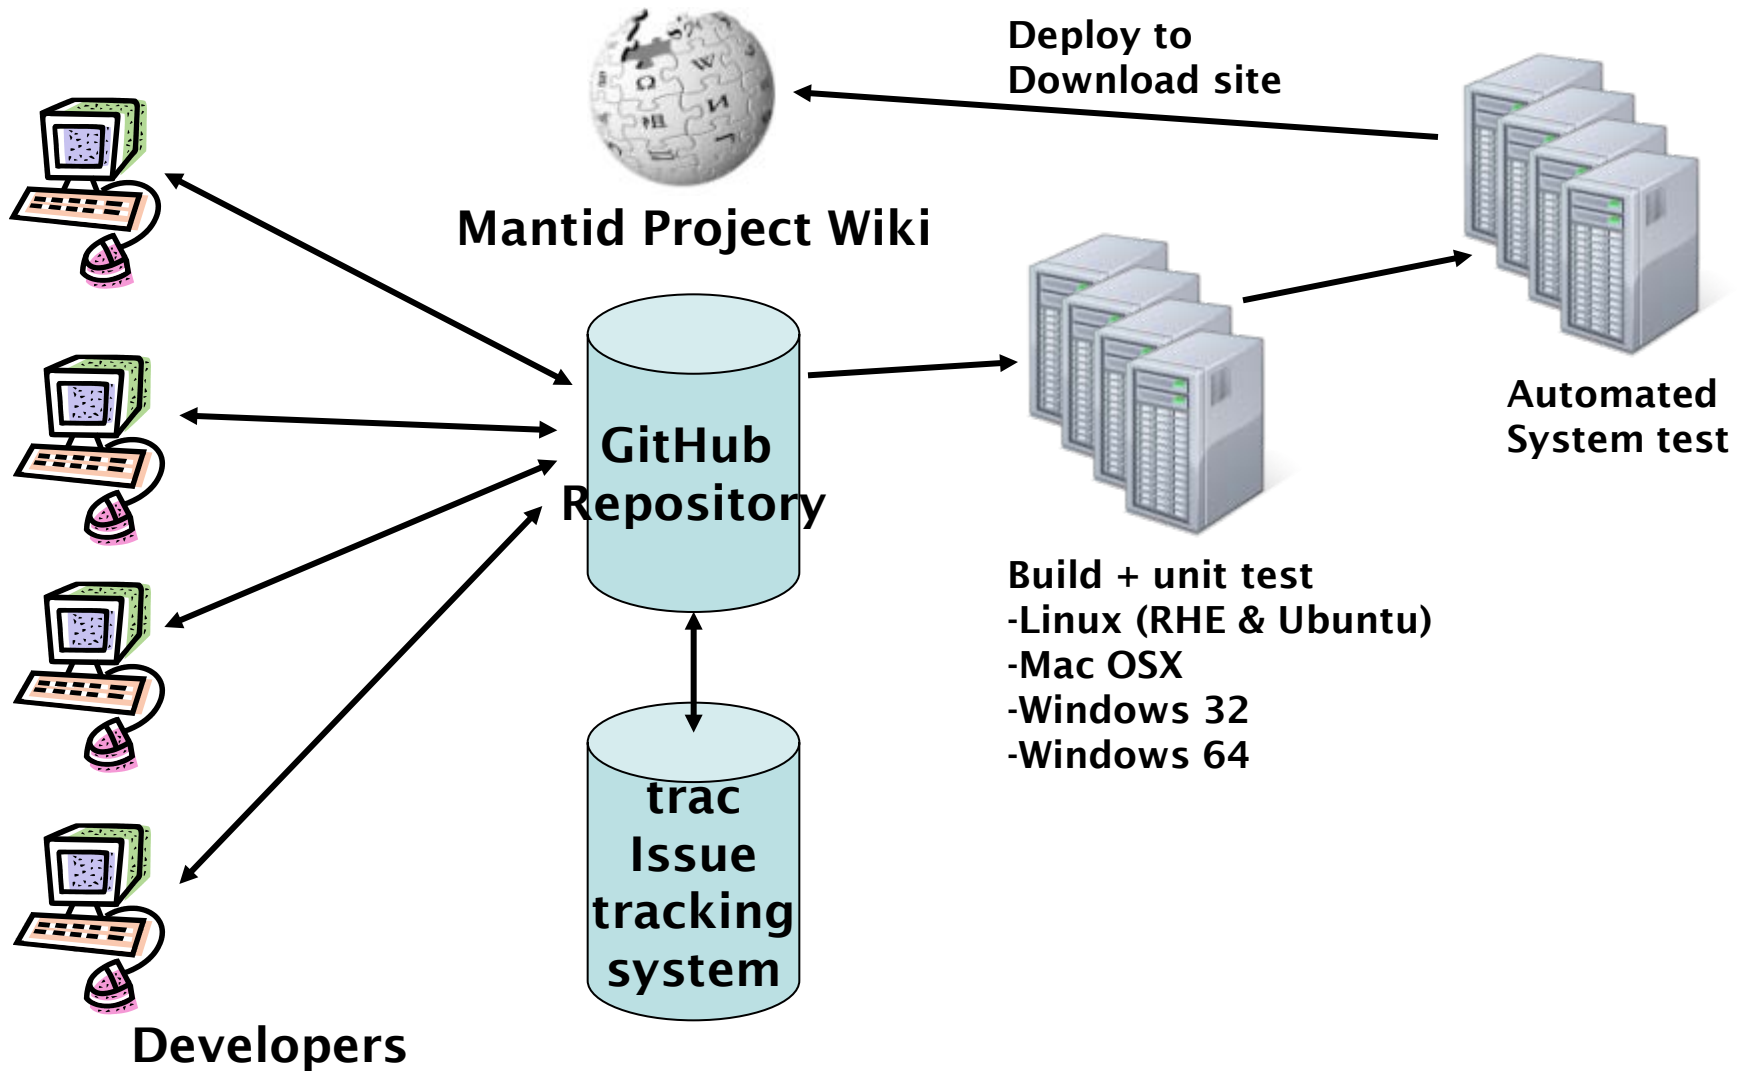 Deploy to
Download site
Mantid Project Wiki
GitHub
Repository
Automated
System test
Build + unit test
-Linux (RHE & Ubuntu)
-Mac OSX
-Windows 32
-Windows 64
trac
Issue
tracking
system
Developers